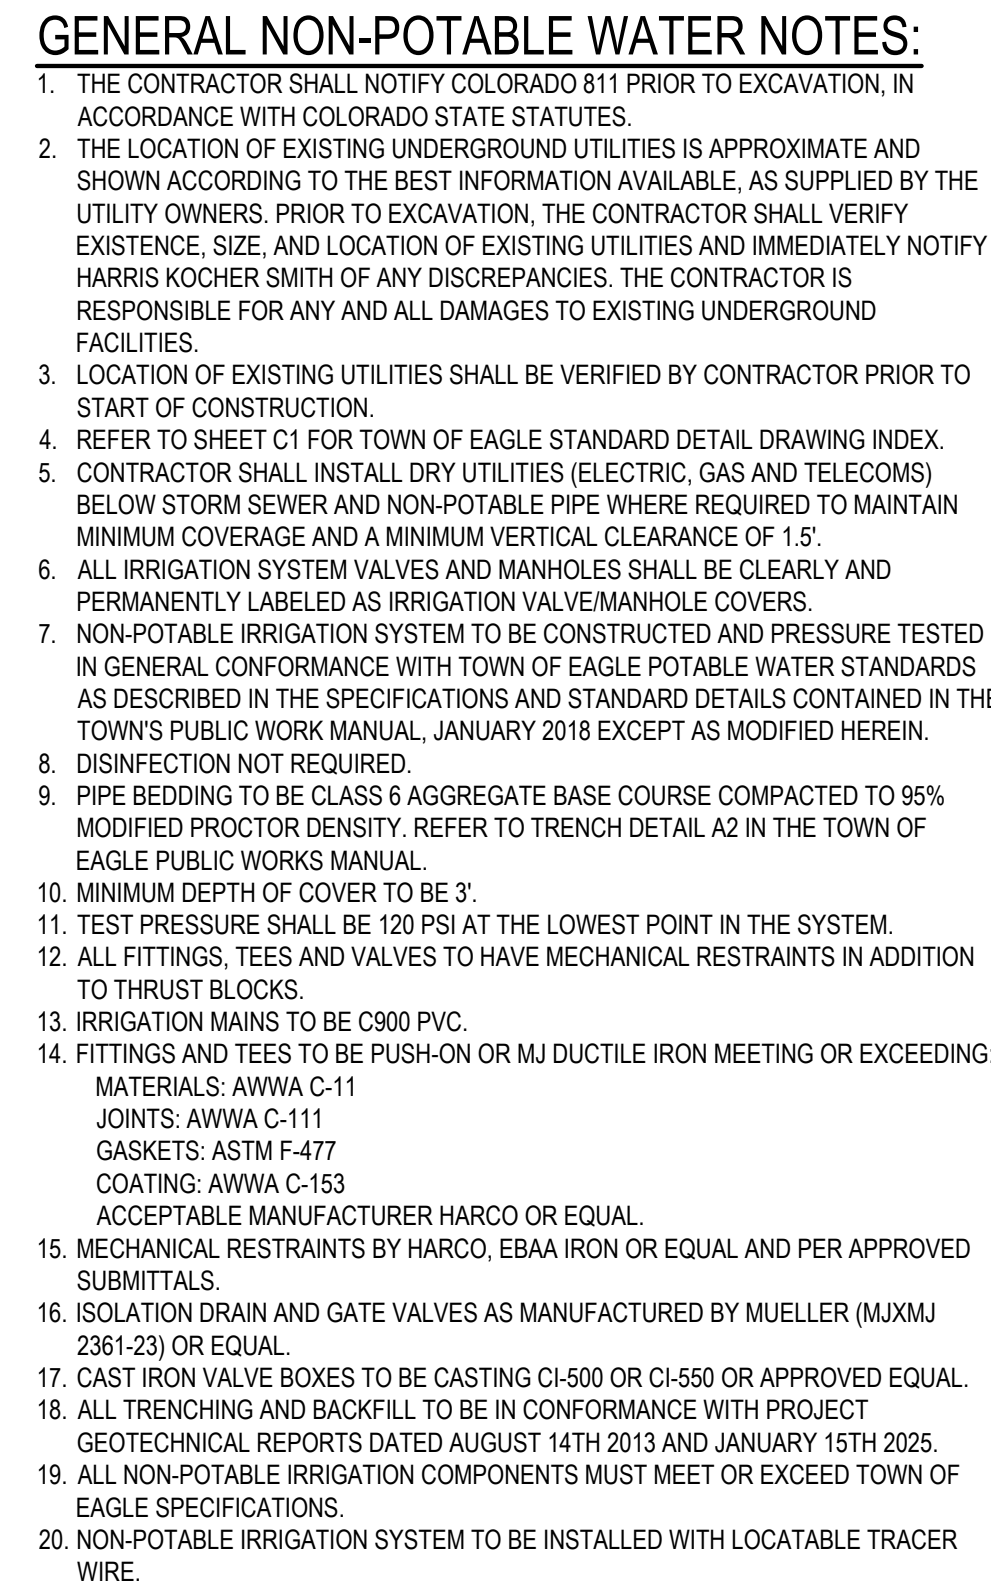 GENERAL NON-POTABLE WATER NOTES:
1. THE CONTRACTOR SHALL NOTIFY COLORADO 811 PRIOR TO EXCAVATION, IN
ACCORDANCE WITH COLORADO STATE STATUTES.
2. THE LOCATION OF EXISTING UNDERGROUND UTILITIES IS APPROXIMATE AND
SHOWN ACCORDING TO THE BEST INFORMATION AVAILABLE, AS SUPPLIED BY THE
UTILITY OWNERS. PRIOR TO EXCAVATION, THE CONTRACTOR SHALL VERIFY
EXISTENCE, SIZE, AND LOCATION OF EXISTING UTILITIES AND IMMEDIATELY NOTIFY
HARRIS KOCHER SMITH OF ANY DISCREPANCIES. THE CONTRACTOR IS
RESPONSIBLE FOR ANY AND ALL DAMAGES TO EXISTING UNDERGROUND
FACILITIES.
3. LOCATION OF EXISTING UTILITIES SHALL BE VERIFIED BY CONTRACTOR PRIOR TO
START OF CONSTRUCTION.
4. REFER TO SHEET C1 FOR TOWN OF EAGLE STANDARD DETAIL DRAWING INDEX.
5. CONTRACTOR SHALL INSTALL DRY UTILITIES (ELECTRIC, GAS AND TELECOMS)
BELOW STORM SEWER AND NON-POTABLE PIPE WHERE REQUIRED TO MAINTAIN
MINIMUM COVERAGE AND A MINIMUM VERTICAL CLEARANCE OF 1.5'.
6. ALL IRRIGATION SYSTEM VALVES AND MANHOLES SHALL BE CLEARLY AND
PERMANENTLY LABELED AS IRRIGATION VALVE/MANHOLE COVERS.
7. NON-POTABLE IRRIGATION SYSTEM TO BE CONSTRUCTED AND PRESSURE TESTED
IN GENERAL CONFORMANCE WITH TOWN OF EAGLE POTABLE WATER STANDARDS
AS DESCRIBED IN THE SPECIFICATIONS AND STANDARD DETAILS CONTAINED IN THE
TOWN'S PUBLIC WORK MANUAL, JANUARY 2018 EXCEPT AS MODIFIED HEREIN.
8. DISINFECTION NOT REQUIRED.
9. PIPE BEDDING TO BE CLASS 6 AGGREGATE BASE COURSE COMPACTED TO 95%
MODIFIED PROCTOR DENSITY. REFER TO TRENCH DETAIL A2 IN THE TOWN OF
EAGLE PUBLIC WORKS MANUAL.
10. MINIMUM DEPTH OF COVER TO BE 3'.
11. TEST PRESSURE SHALL BE 120 PSI AT THE LOWEST POINT IN THE SYSTEM.
12. ALL FITTINGS, TEES AND VALVES TO HAVE MECHANICAL RESTRAINTS IN ADDITION
TO THRUST BLOCKS.
13. IRRIGATION MAINS TO BE C900 PVC.
14. FITTINGS AND TEES TO BE PUSH-ON OR MJ DUCTILE IRON MEETING OR EXCEEDING:
MATERIALS: AWWA C-11
JOINTS: AWWA C-111
GASKETS: ASTM F-477
COATING: AWWA C-153
ACCEPTABLE MANUFACTURER HARCO OR EQUAL.
15. MECHANICAL RESTRAINTS BY HARCO, EBAA IRON OR EQUAL AND PER APPROVED
SUBMITTALS.
16. ISOLATION DRAIN AND GATE VALVES AS MANUFACTURED BY MUELLER (MJXMJ
2361-23) OR EQUAL.
17. CAST IRON VALVE BOXES TO BE CASTING CI-500 OR CI-550 OR APPROVED EQUAL.
18. ALL TRENCHING AND BACKFILL TO BE IN CONFORMANCE WITH PROJECT
GEOTECHNICAL REPORTS DATED AUGUST 14TH 2013 AND JANUARY 15TH 2025.
19. ALL NON-POTABLE IRRIGATION COMPONENTS MUST MEET OR EXCEED TOWN OF
EAGLE SPECIFICATIONS.
20. NON-POTABLE IRRIGATION SYSTEM TO BE INSTALLED WITH LOCATABLE TRACER
WIRE.